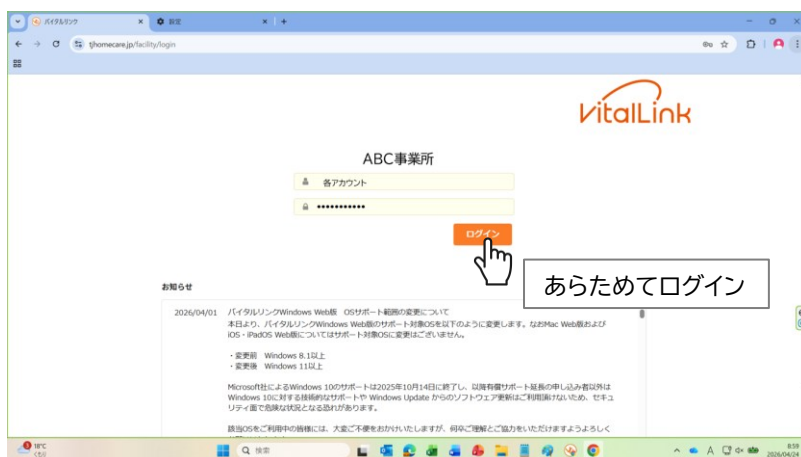 バイタルリンク
設定
tjhomecare.jp/facility/login
VitalLink
ABC事業所
各アカウント
•••••••••••
ログイン
あらためてログイン
お知らせ
2026/04/01 バイタルリンクWindows Web版 OSサポート範囲の変更について
本日より、バイタルリンクWindows Web版のサポート対象OSを以下のように変更します。なおMac Web版および
iOS・iPadOS Web版についてはサポート対象OSに変更はございません。
・変更前 Windows 8.1以上
・変更後 Windows 11以上
Microsoft社によるWindows 10のサポートは2025年10月14日に終了し、以降有償サポート延長の申し込み者以外は
Windows 10に対する技術的なサポートや Windows Update からのソフトウェア更新はご利用頂けないため、セキュ
リティ面で危険な状況となる恐れがあります。
該当OSをご利用中の皆様には、大変ご不便をおかけいたしますが、何卒ご理解とご協力をいただけますようよろしく
18°C
くもり
検索
A
8:59
2026/04/24